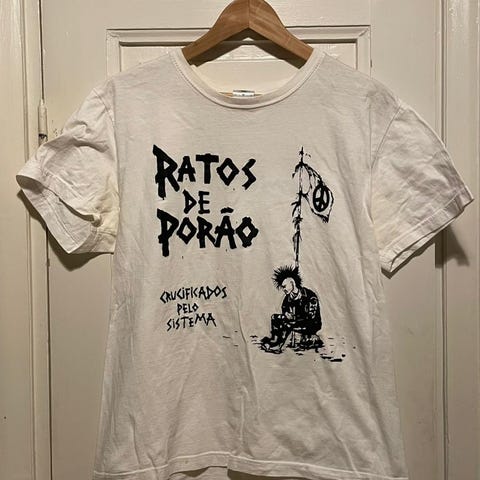 RATOS
DE
PORÃO
CRUCIFICADOS
PELO
SISTEMA